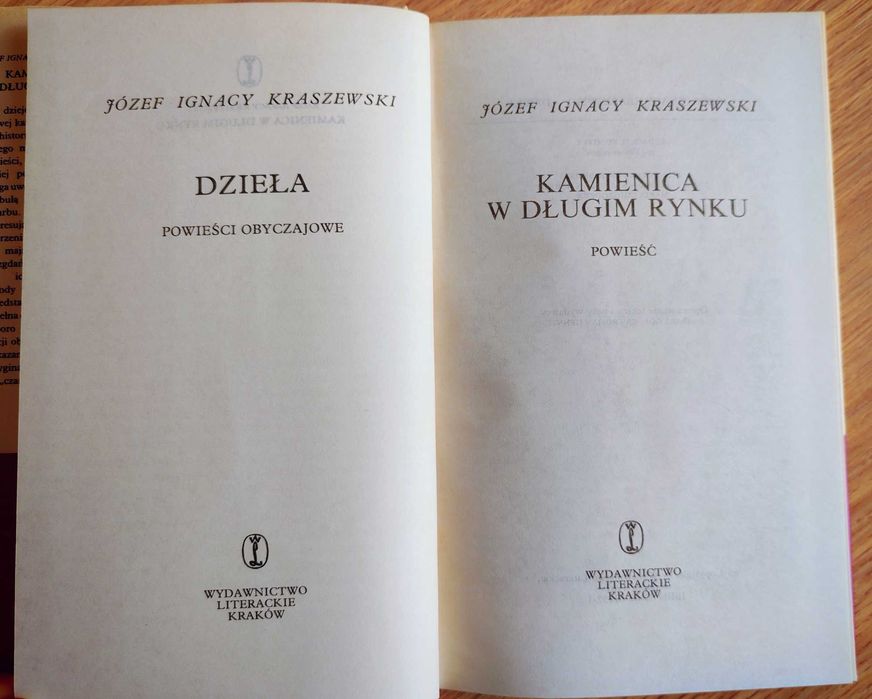 JÓZEF IGNACY KRASZEWSKI
DZIEŁA
POWIEŚCI OBYCZAJOWE
WYDAWNICTWO
LITERACKIE
KRAKÓW
JÓZEF IGNACY KRASZEWSKI
KAMIENICA
W DŁUGIM RYNKU
POWIEŚĆ
WYDAWNICTWO
LITERACKIE
KRAKÓW